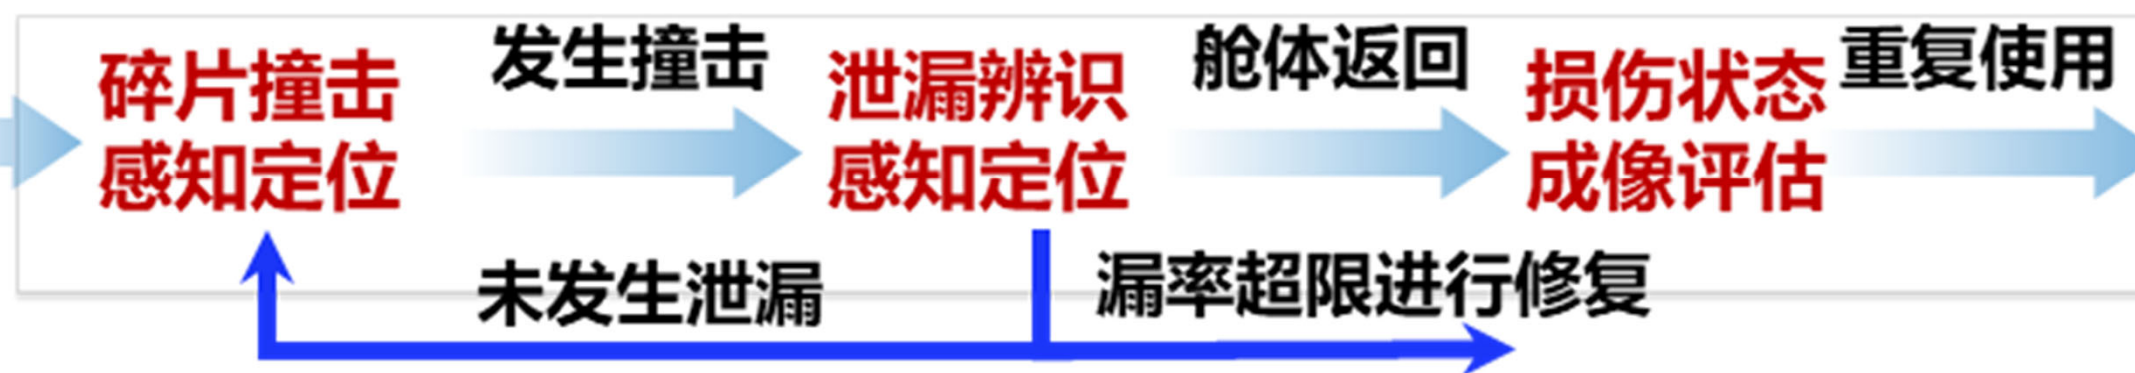 碎片撞击
感知定位
发生撞击
泄漏辨识
感知定位
舱体返回
损伤状态
成像评估
重复使用
未发生泄漏
漏率超限进行修复